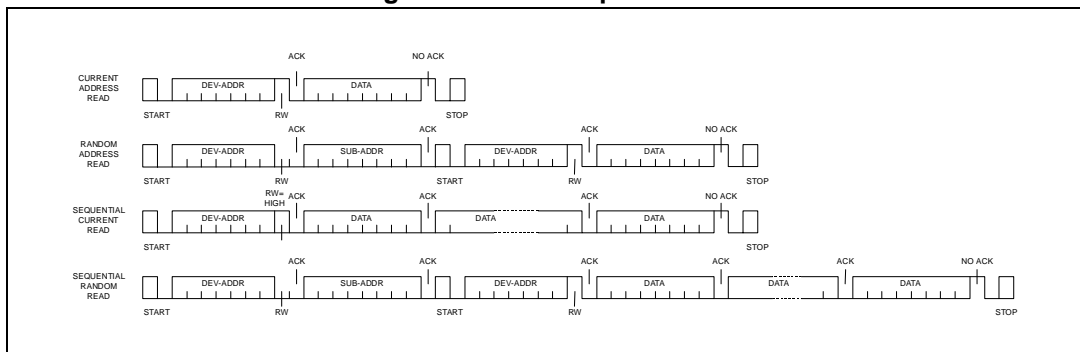 ACK NO ACK
CURRENT
ADDRESS
READ
DEV-ADDR DATA
START RW STOP
ACK ACK ACK NO ACK
RANDOM
ADDRESS
READ
DEV-ADDR SUB-ADDR DEV-ADDR DATA
START RW START RW STOP
RW=
HIGH
ACK ACK ACK NO ACK
SEQUENTIAL
CURRENT
READ
DEV-ADDR DATA DATA DATA
START STOP
ACK ACK ACK ACK ACK NO ACK
SEQUENTIAL
RANDOM
READ
DEV-ADDR SUB-ADDR DEV-ADDR DATA DATA DATA
START RW START RW STOP